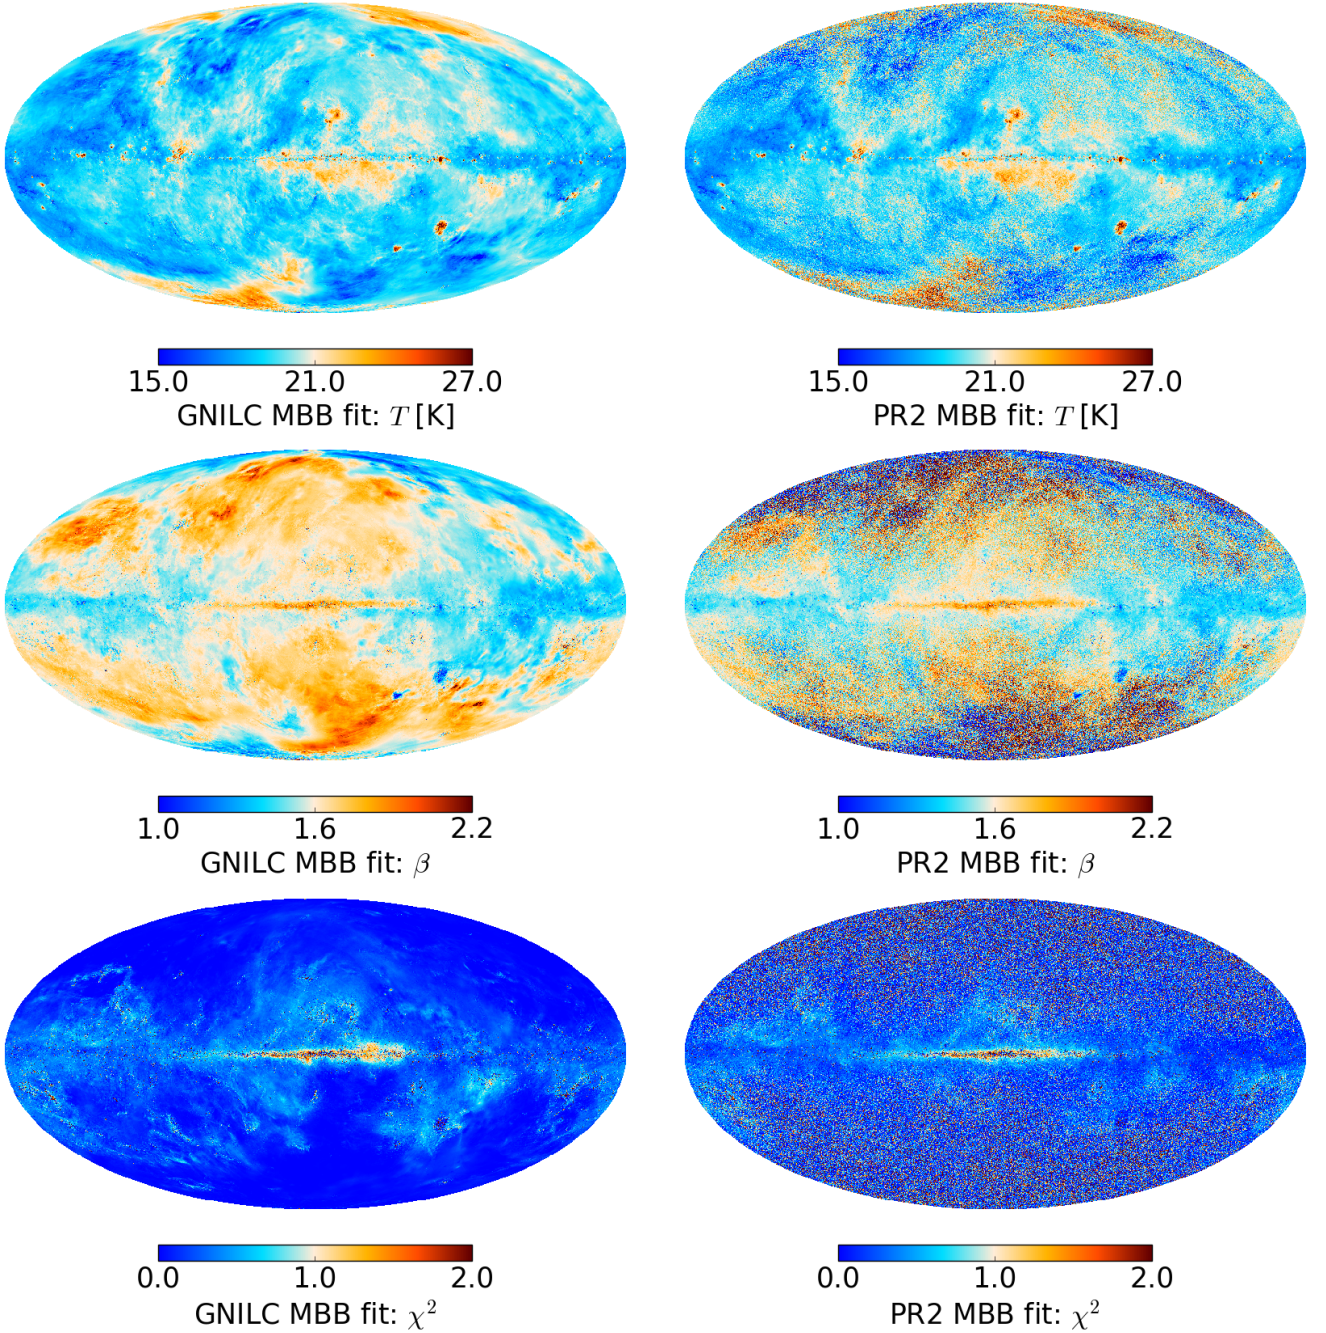 15.0 21.0 27.0
GNILC MBB fit: T [K]
15.0 21.0 27.0
PR2 MBB fit: T [K]
1.0 1.6 2.2
GNILC MBB fit: β
1.0 1.6 2.2
PR2 MBB fit: β
0.0 1.0 2.0
GNILC MBB fit: χ²
0.0 1.0 2.0
PR2 MBB fit: χ²